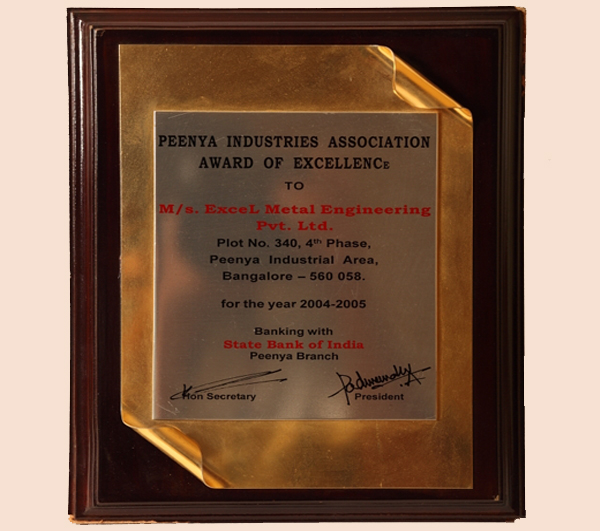 PEENYA INDUSTRIES ASSOCIATION
AWARD OF EXCELLENCE
TO
M/s. ExceL Metal Engineering
Pvt. Ltd.
Plot No. 340, 4th Phase,
Peenya Industrial Area,
Bangalore – 560 058.
for the year 2004-2005
Banking with
State Bank of India
Peenya Branch
Hon Secretary President